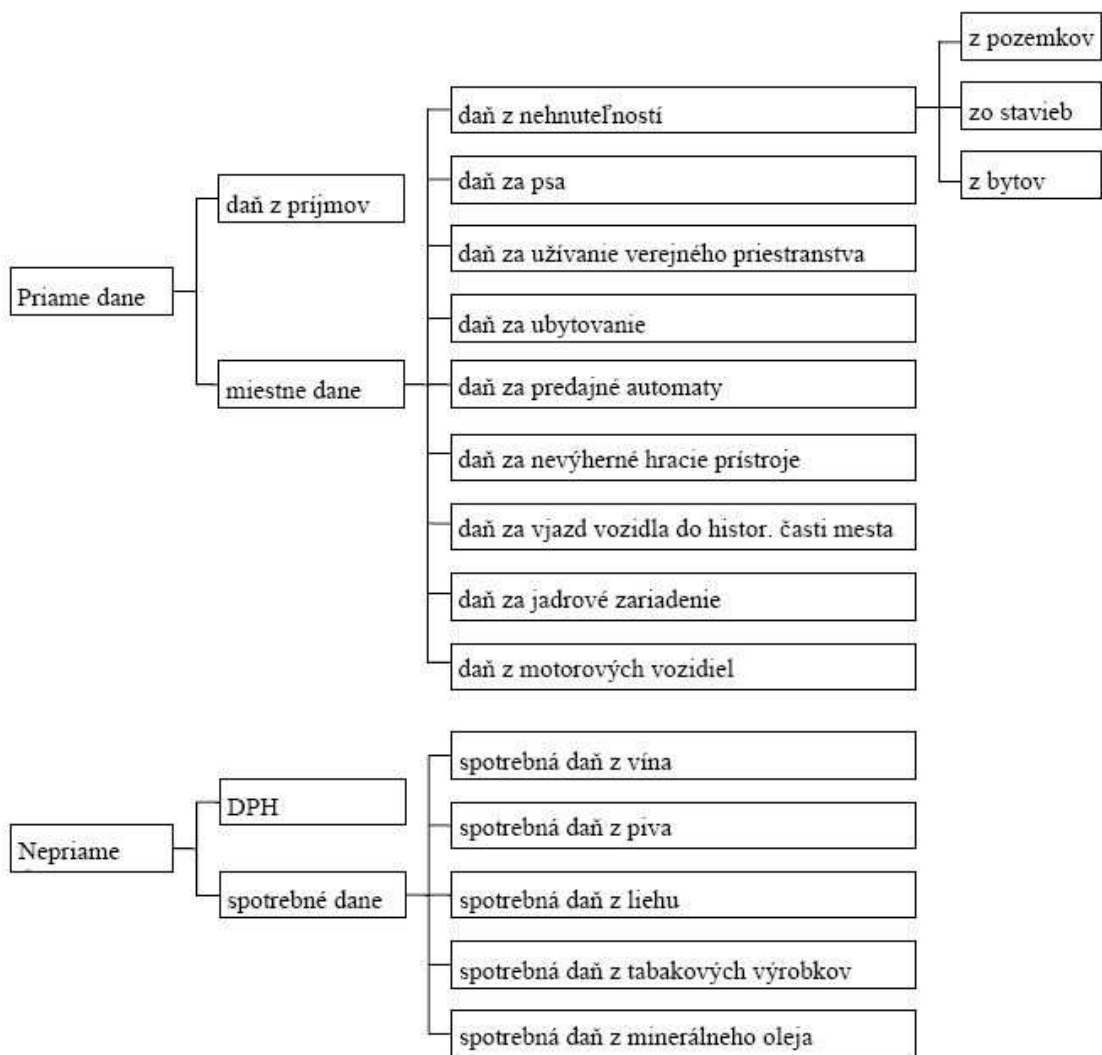 Priame dane
daň z príjmov
miestne dane
daň z nehnuteľností
z pozemkov
zo stavieb
z bytov
daň za psa
daň za užívanie verejného priestranstva
daň za ubytovanie
daň za predajné automaty
daň za nevýherné hracie prístroje
daň za vjazd vozidla do histor. časti mesta
daň za jadrové zariadenie
daň z motorových vozidiel
Nepriame
DPH
spotrebné dane
spotrebná daň z vína
spotrebná daň z piva
spotrebná daň z liehu
spotrebná daň z tabakových výrobkov
spotrebná daň z minerálneho oleja